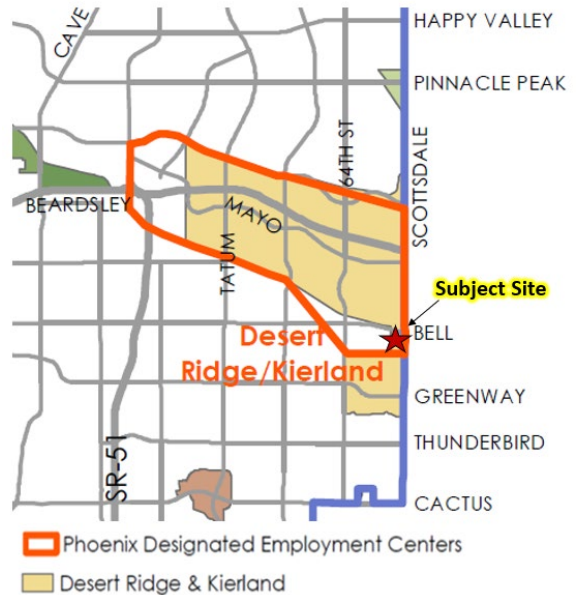 HAPPY VALLEY
CAVE
PINNACLE PEAK
SCOTTSDALE
64TH ST
BEARDSLEY
MAYO
TATUM
Subject Site
BELL
Desert
Ridge/Kierland
GREENWAY
THUNDERBIRD
SR-51
CACTUS
Phoenix Designated Employment Centers
Desert Ridge & Kierland